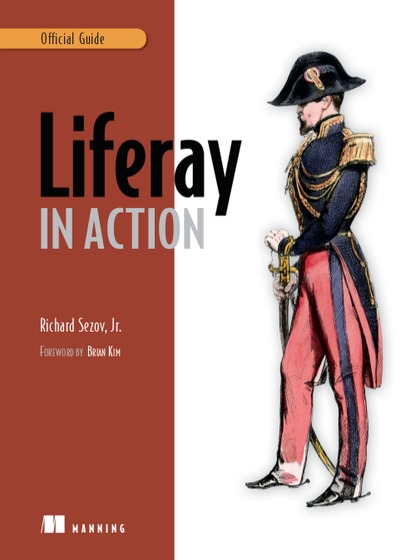 Official Guide
Liferay
IN ACTION
Richard Sezov, Jr.
FOREWORD BY BRIAN KIM
MANNING